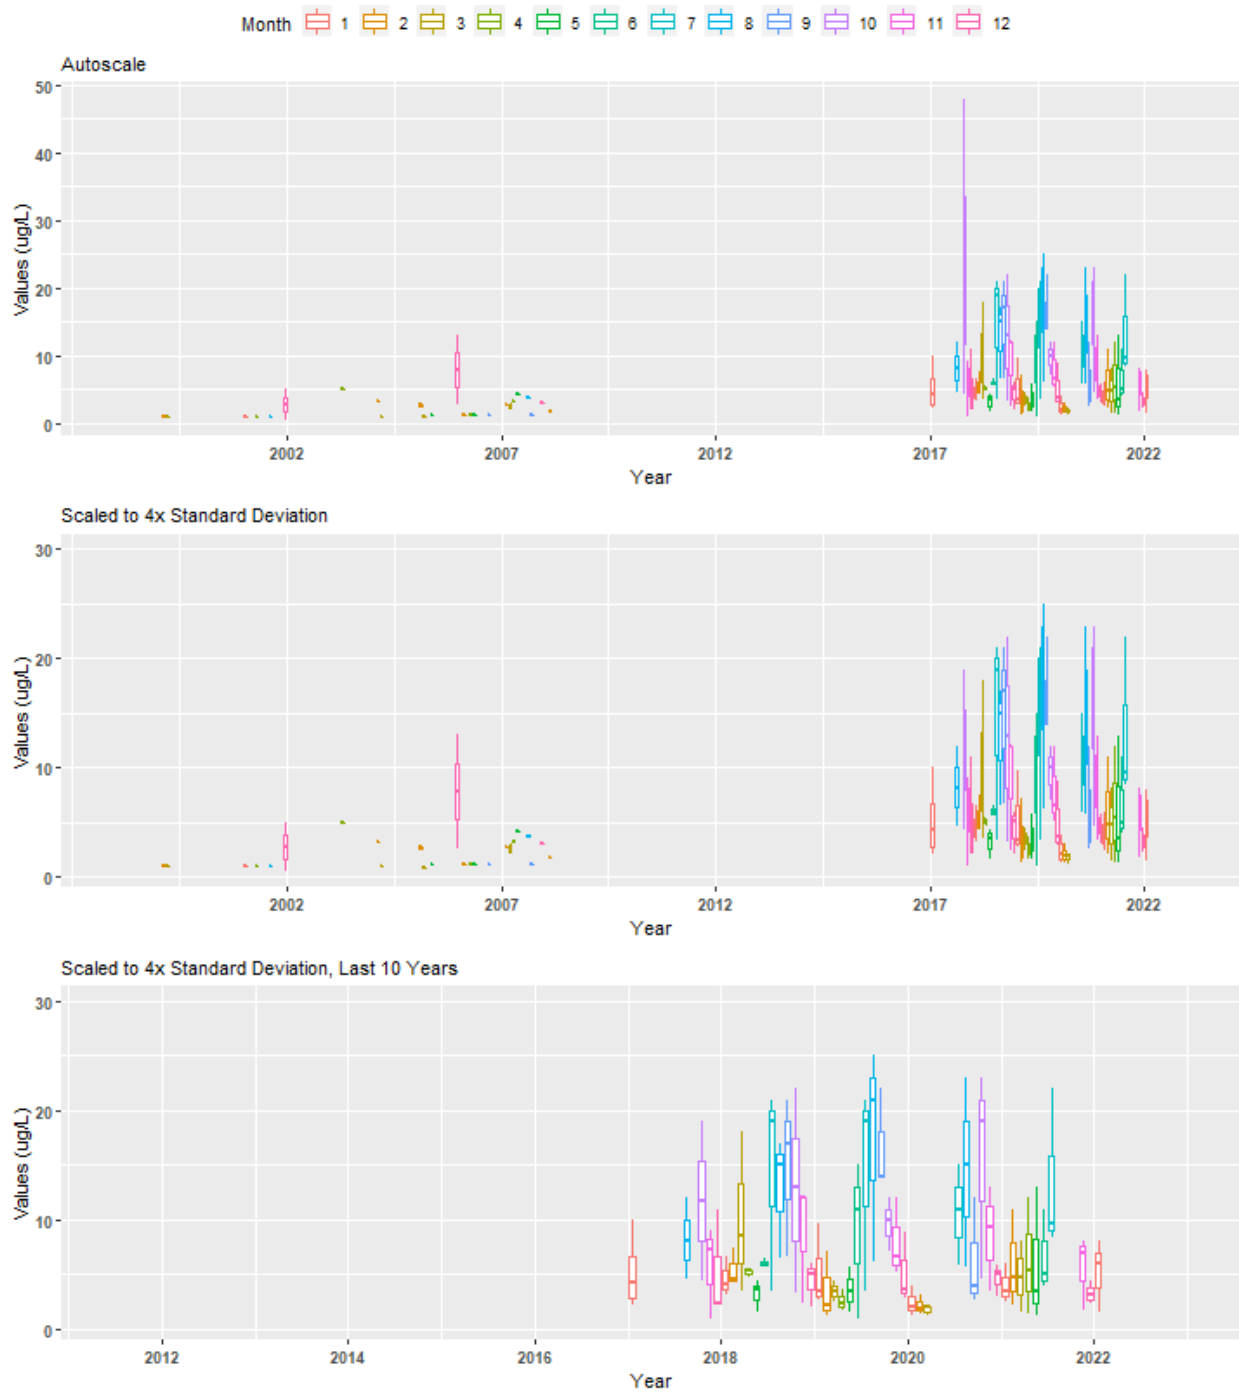 Month 1 2 3 4 5 6 7 8 9 10 11 12
Autoscale
50
40
30
20
10
0
Values (ug/L)
2002 2007 2012 2017 2022
Year
Scaled to 4x Standard Deviation
30
20
10
0
Values (ug/L)
2002 2007 2012 2017 2022
Year
Scaled to 4x Standard Deviation, Last 10 Years
30
20
10
0
Values (ug/L)
2012 2014 2016 2018 2020 2022
Year